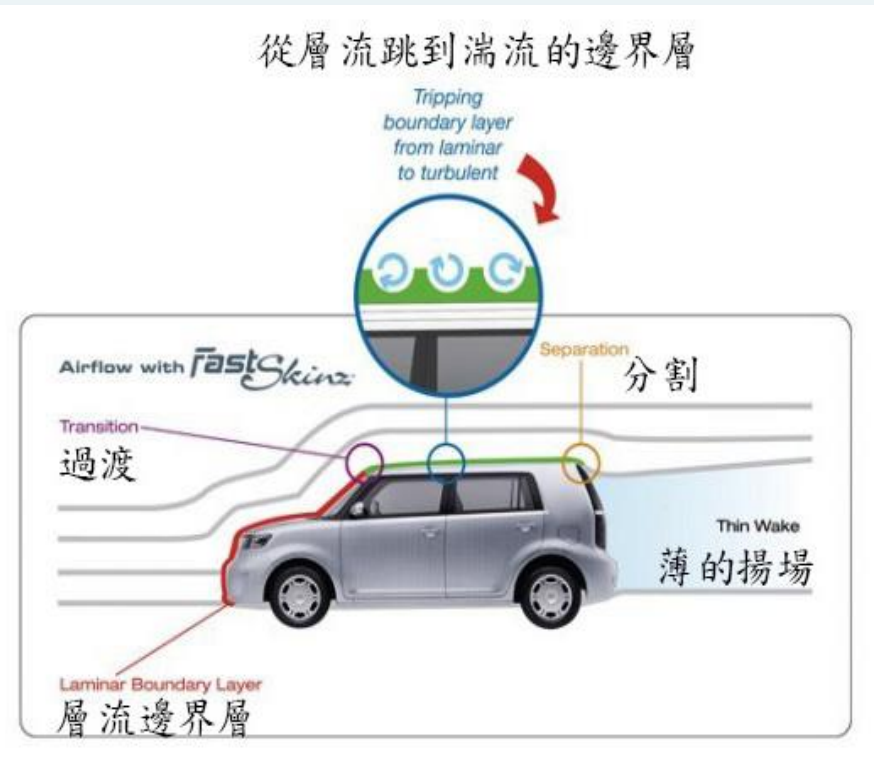 從層流跳到湍流的邊界層
Tripping
boundary layer
from laminar
to turbulent
Airflow with FastSkinz
Separation
分割
Transition
過渡
Thin Wake
薄的揚場
Laminar Boundary Layer
層流邊界層